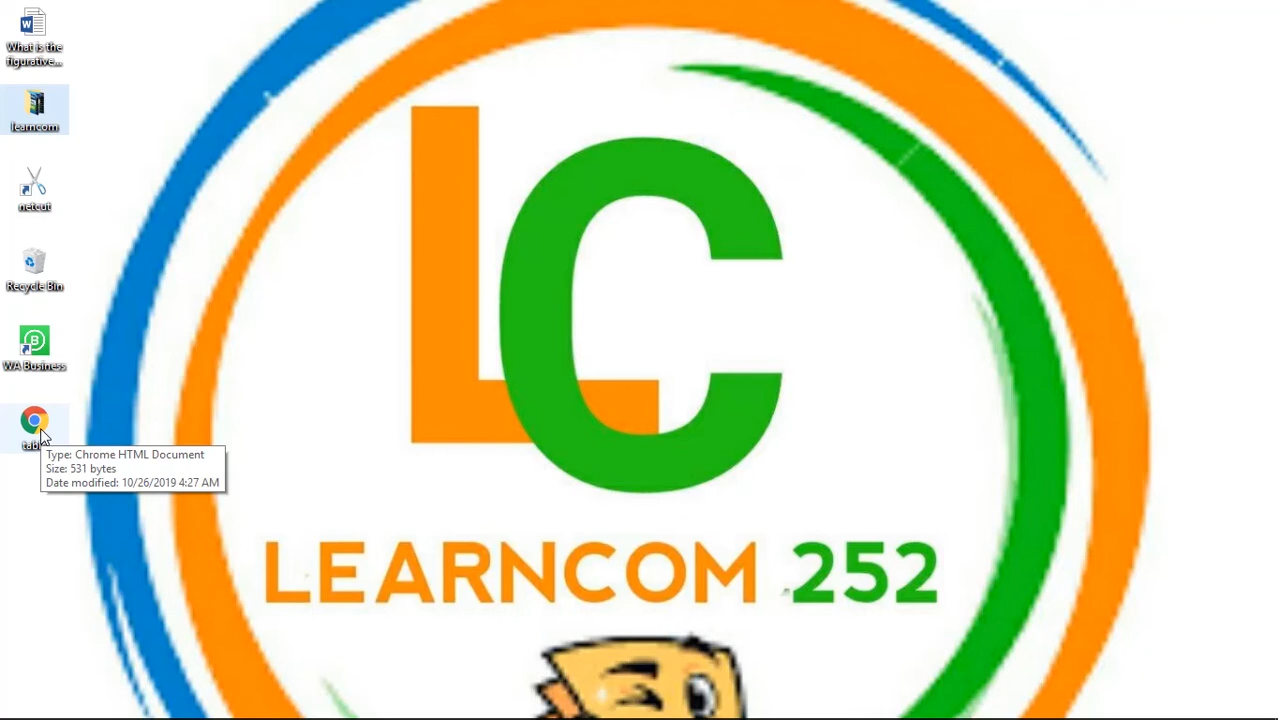 What is the
figurative...
learncom
netcut
Recycle Bin
WA Business
Type: Chrome HTML Document
Size: 531 bytes
Date modified: 10/26/2019 4:27 AM
LC
LEARNCOM 252